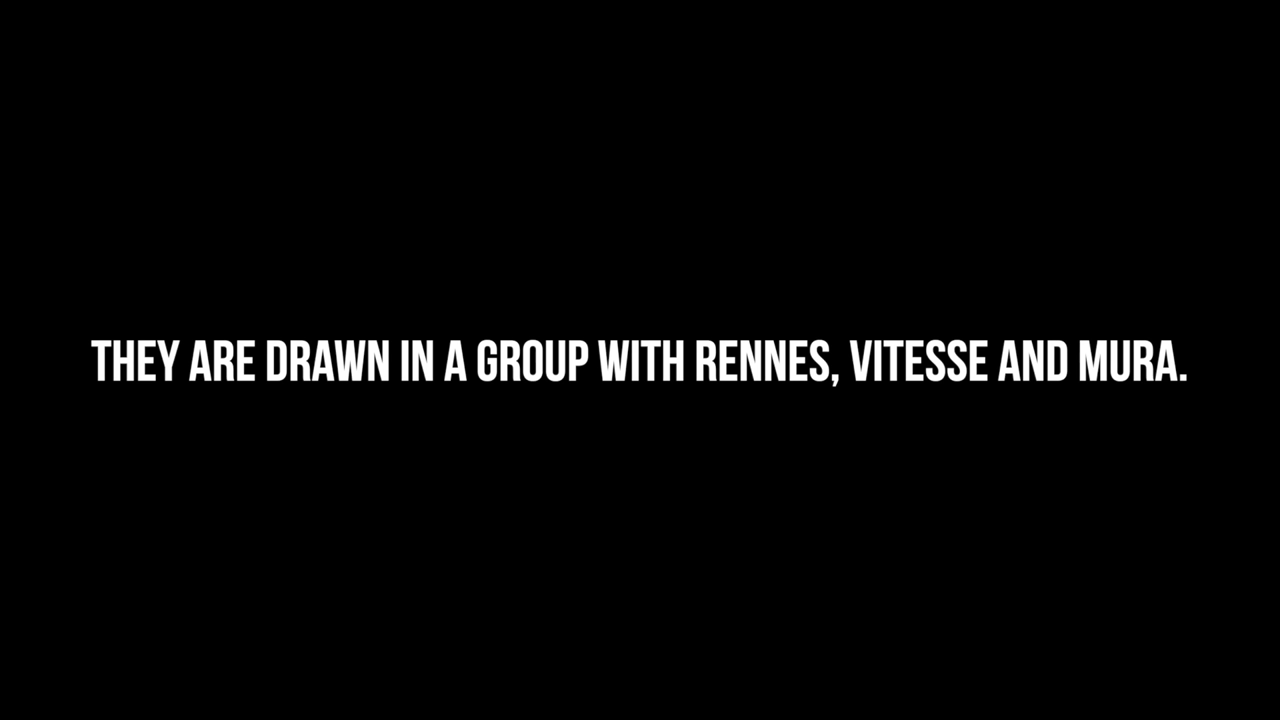 THEY ARE DRAWN IN A GROUP WITH RENNES, VITESSE AND MURA.